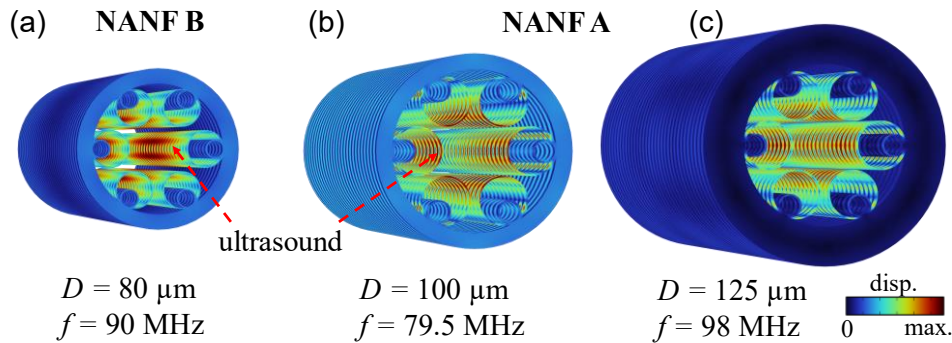 (a) NANF B (b) NANF A (c)
ultrasound
D = 80 µm D = 100 µm D = 125 µm disp.
f = 90 MHz f = 79.5 MHz f = 98 MHz 0 max.